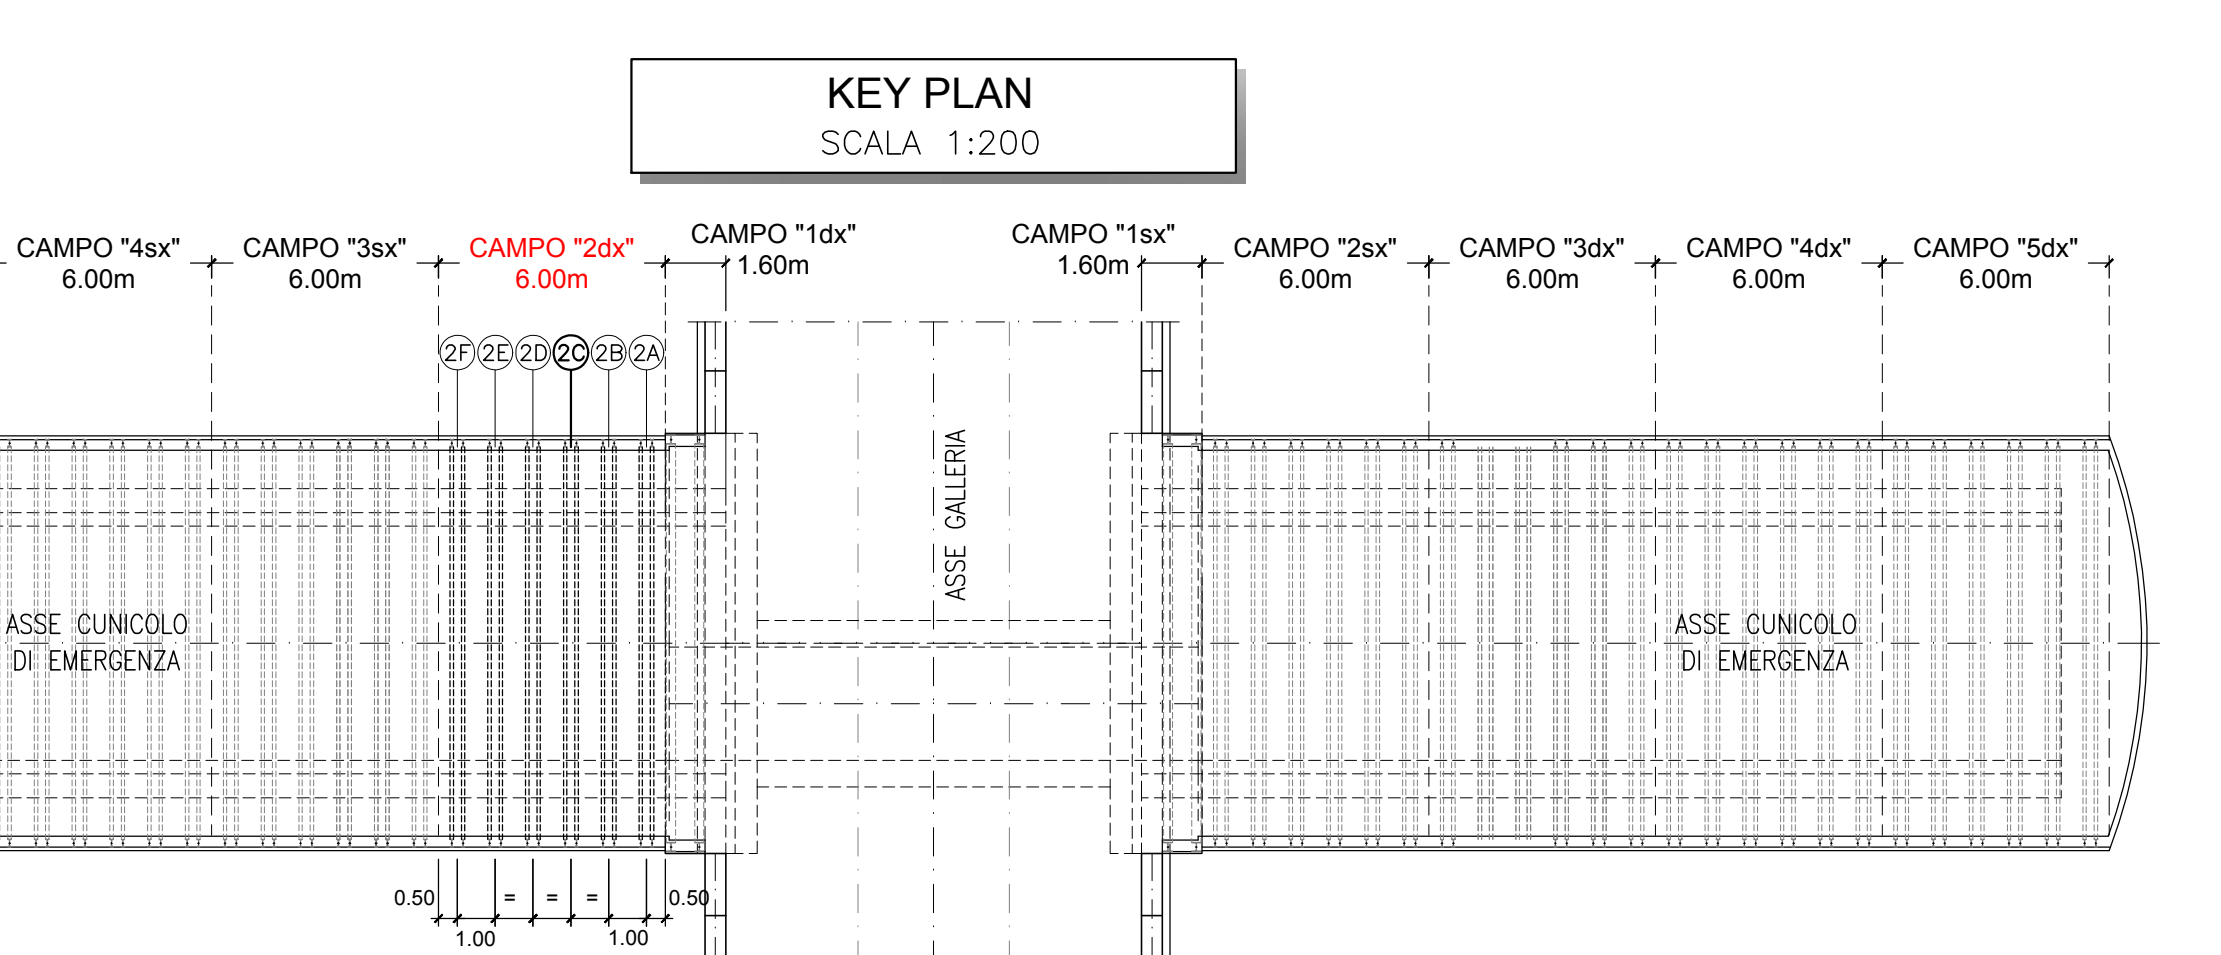 KEY PLAN
SCALA 1:200
CAMPO "4sx"
6.00m
CAMPO "3sx"
6.00m
CAMPO "2dx"
6.00m
CAMPO "1dx"
1.60m
CAMPO "1sx"
1.60m
CAMPO "2sx"
6.00m
CAMPO "3dx"
6.00m
CAMPO "4dx"
6.00m
CAMPO "5dx"
6.00m
2F 2E 2D 2C 2B 2A
ASSE GALLERIA
ASSE CUNICOLO
DI EMERGENZA
ASSE CUNICOLO
DI EMERGENZA
0.50 = = = 0.50
1.00 1.00